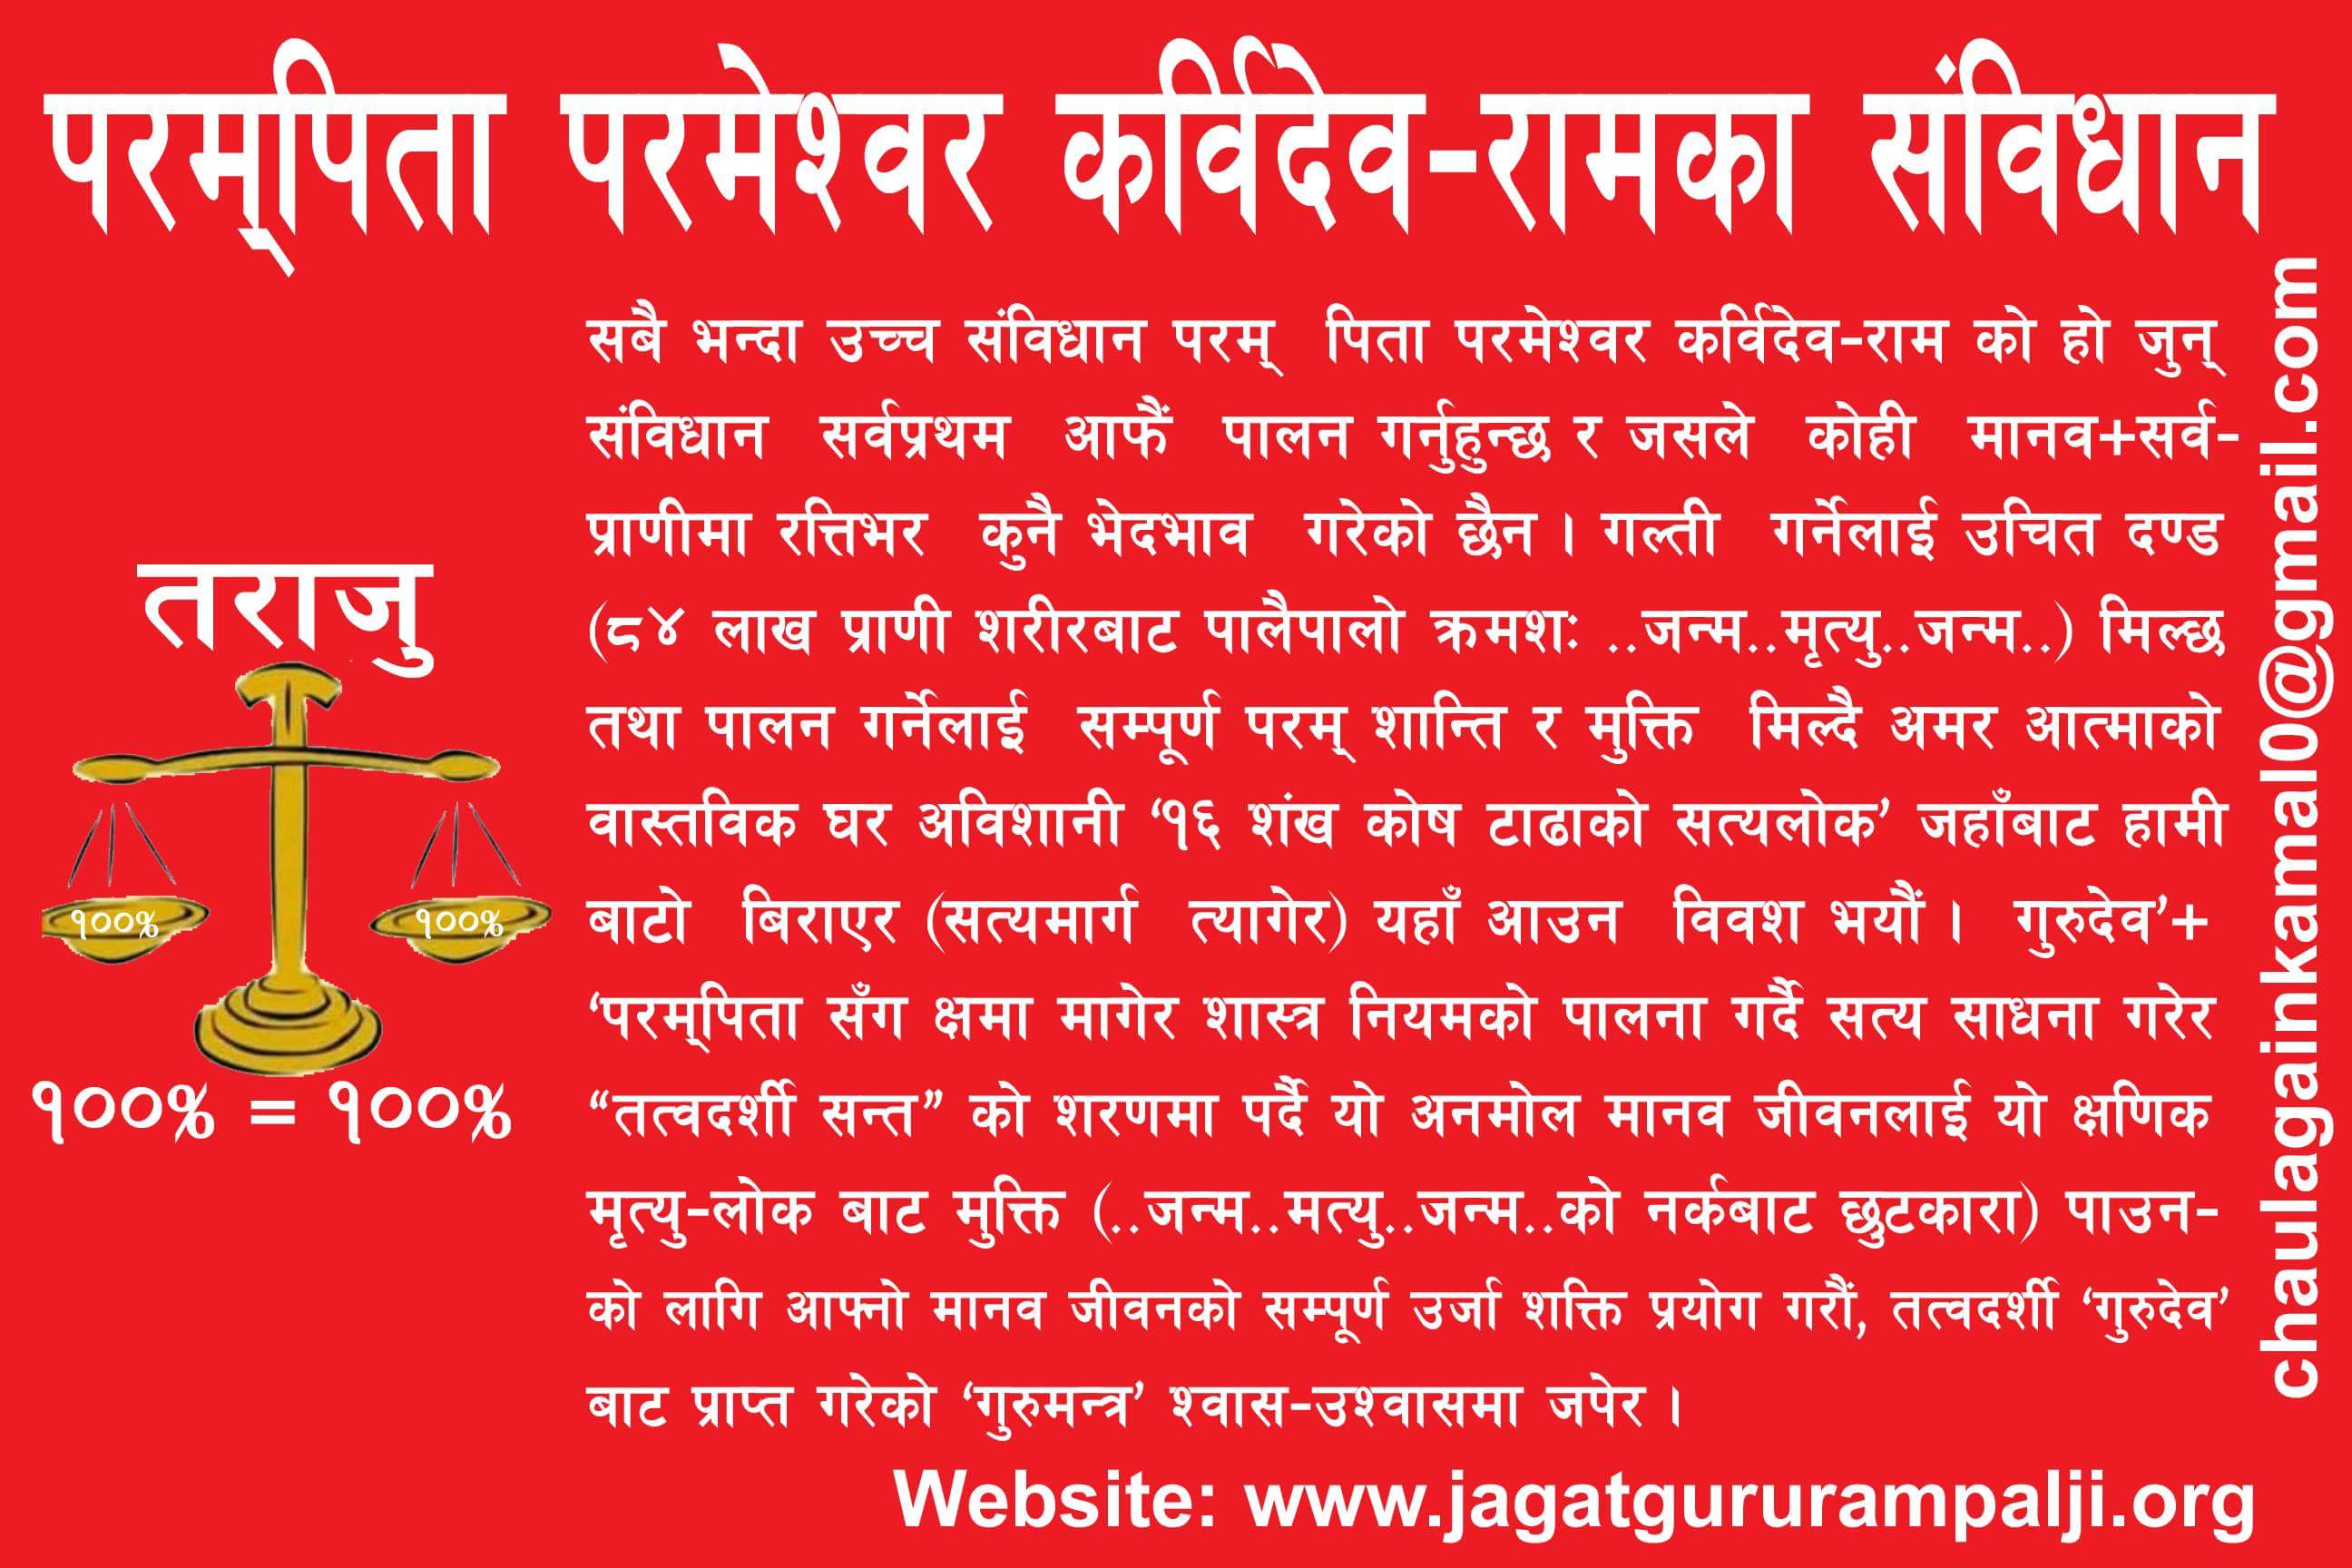 परम्पिता परमेश्वर कर्विदेव-रामका संविधान
सबै भन्दा उच्च संविधान परम् पिता परमेश्वर कर्विदेव-राम को हो जुन्
संविधान सर्वप्रथम आफैं पालन गर्नुहुन्छ र जसले कोही मानव+सर्व-
प्राणीमा रत्तिभर कुनै भेदभाव गरेको छैन । गल्ती गर्नेलाई उचित दण्ड
(८४ लाख प्राणी शरीरबाट पालैपालो क्रमशः ..जन्म..मृत्यु..जन्म..) मिल्छ
तथा पालन गर्नेलाई सम्पूर्ण परम् शान्ति र मुक्ति मिल्दै अमर आत्माको
वास्तविक घर अविशानी ‘१६ शंख कोष टाढाको सत्यलोक’ जहाँबाट हामी
बाटो बिराएर (सत्यमार्ग त्यागेर) यहाँ आउन विवश भयौं । गुरुदेव’+
‘परम्पिता सँग क्षमा मागेर शास्त्र नियमको पालना गर्दै सत्य साधना गरेर
“तत्वदर्शी सन्त” को शरणमा पर्दै यो अनमोल मानव जीवनलाई यो क्षणिक
मृत्यु-लोक बाट मुक्ति (..जन्म..मत्यु..जन्म..को नर्कबाट छुटकारा) पाउन-
को लागि आफ्नो मानव जीवनको सम्पूर्ण उर्जा शक्ति प्रयोग गरौं, तत्वदर्शी ‘गुरुदेव’
बाट प्राप्त गरेको ‘गुरुमन्त्र’ श्वास-उश्वासमा जपेर ।
तराजु
१००% १००%
१००% = १००%
chaulagainkamal0@gmail.com
Website: www.jagatgururampalji.org